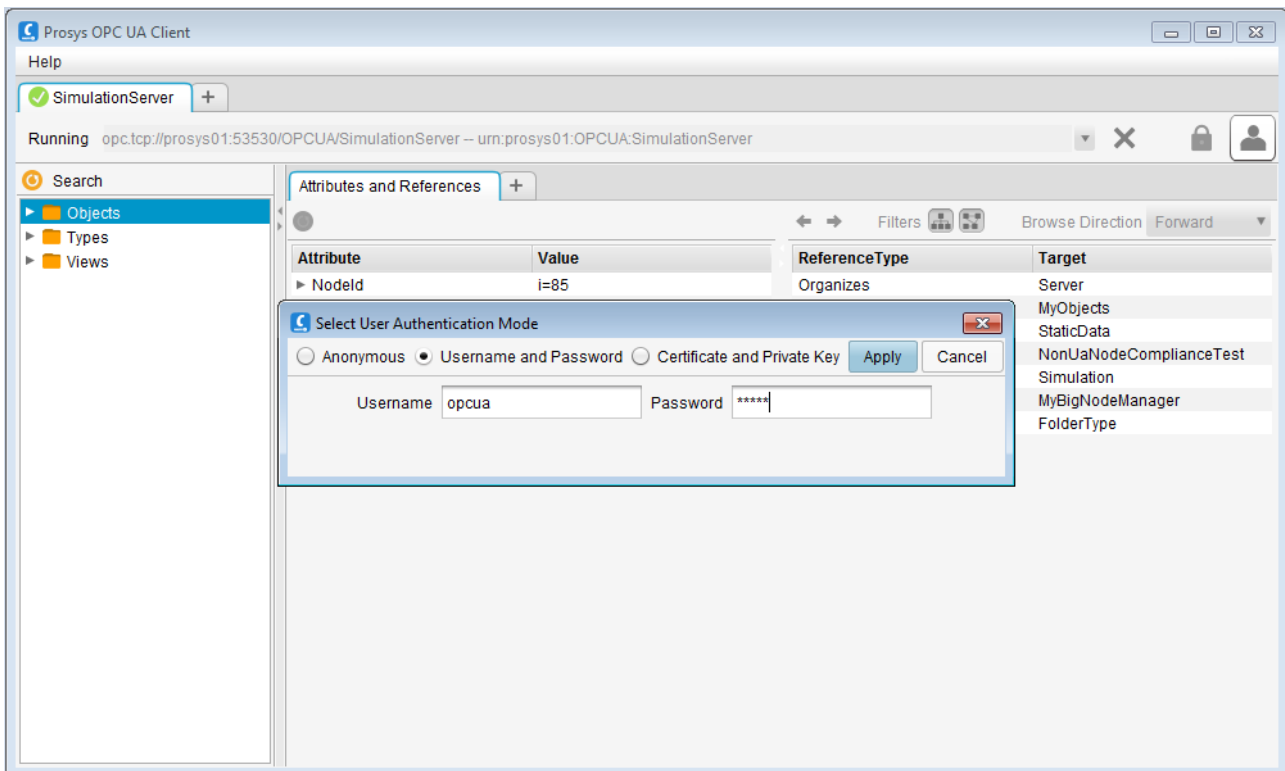 Prosys OPC UA Client
Help
SimulationServer +
Running opc.tcp://prosys01:53530/OPCUA/SimulationServer -- urn:prosys01:OPCUA:SimulationServer
Search
Attributes and References +
Objects
Types
Views
Filters Browse Direction Forward
Attribute Value ReferenceType Target
NodeId i=85 Organizes Server
MyObjects
StaticData
NonUaNodeComplianceTest
Simulation
MyBigNodeManager
FolderType
Select User Authentication Mode
Anonymous Username and Password Certificate and Private Key Apply Cancel
Username opcua Password *****